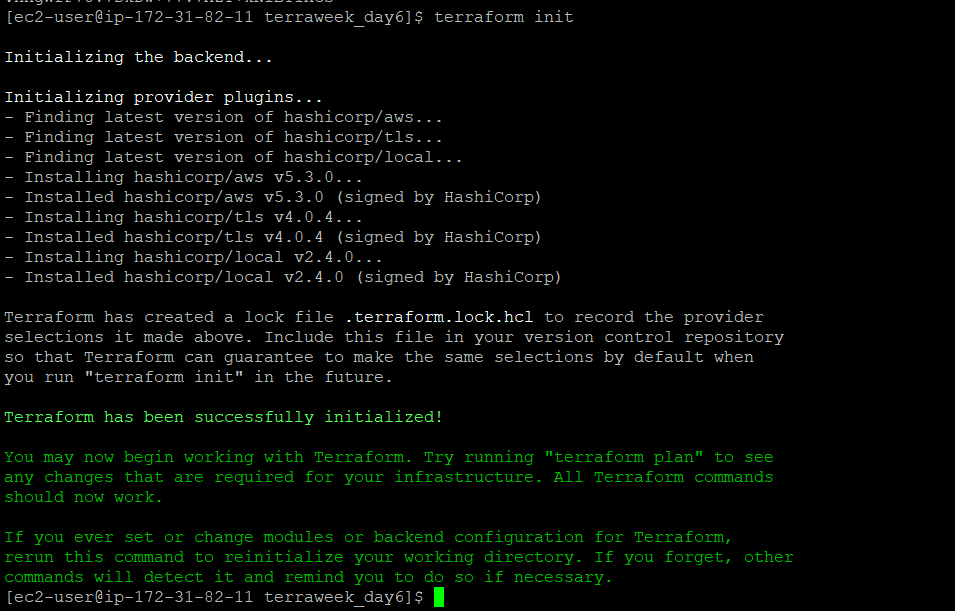 [ec2-user@ip-172-31-82-11 terraweek_day6]$ terraform init
Initializing the backend...
Initializing provider plugins...
- Finding latest version of hashicorp/aws...
- Finding latest version of hashicorp/tls...
- Finding latest version of hashicorp/local...
- Installing hashicorp/aws v5.3.0...
- Installed hashicorp/aws v5.3.0 (signed by HashiCorp)
- Installing hashicorp/tls v4.0.4...
- Installed hashicorp/tls v4.0.4 (signed by HashiCorp)
- Installing hashicorp/local v2.4.0...
- Installed hashicorp/local v2.4.0 (signed by HashiCorp)
Terraform has created a lock file .terraform.lock.hcl to record the provider
selections it made above. Include this file in your version control repository
so that Terraform can guarantee to make the same selections by default when
you run "terraform init" in the future.
Terraform has been successfully initialized!
You may now begin working with Terraform. Try running "terraform plan" to see
any changes that are required for your infrastructure. All Terraform commands
should now work.
If you ever set or change modules or backend configuration for Terraform,
rerun this command to reinitialize your working directory. If you forget, other
commands will detect it and remind you to do so if necessary.
[ec2-user@ip-172-31-82-11 terraweek_day6]$